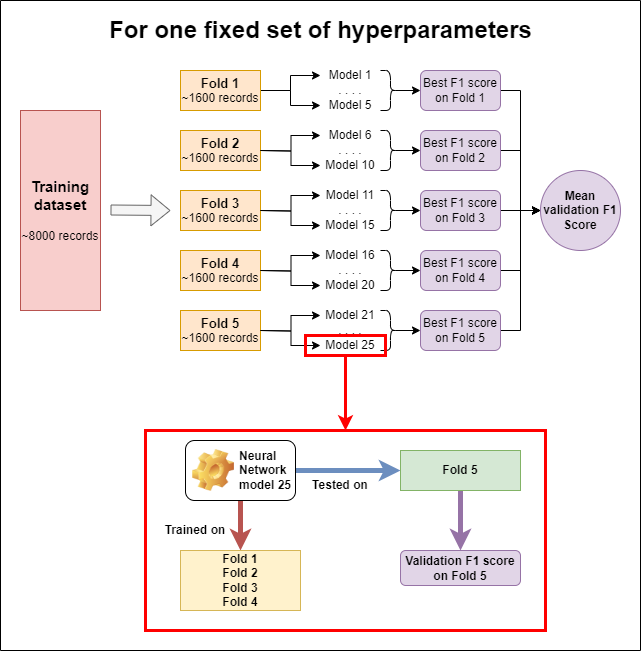 For one fixed set of hyperparameters
Training
dataset
~8000 records
Fold 1
~1600 records
Model 1
. . . .
Model 5
Best F1 score
on Fold 1
Fold 2
~1600 records
Model 6
. . . .
Model 10
Best F1 score
on Fold 2
Fold 3
~1600 records
Model 11
. . . .
Model 15
Best F1 score
on Fold 3
Fold 4
~1600 records
Model 16
. . . .
Model 20
Best F1 score
on Fold 4
Fold 5
~1600 records
Model 21
. . . .
Model 25
Best F1 score
on Fold 5
Mean
validation F1
Score
Neural
Network
model 25
Tested on
Fold 5
Trained on
Fold 1
Fold 2
Fold 3
Fold 4
Validation F1 score
on Fold 5